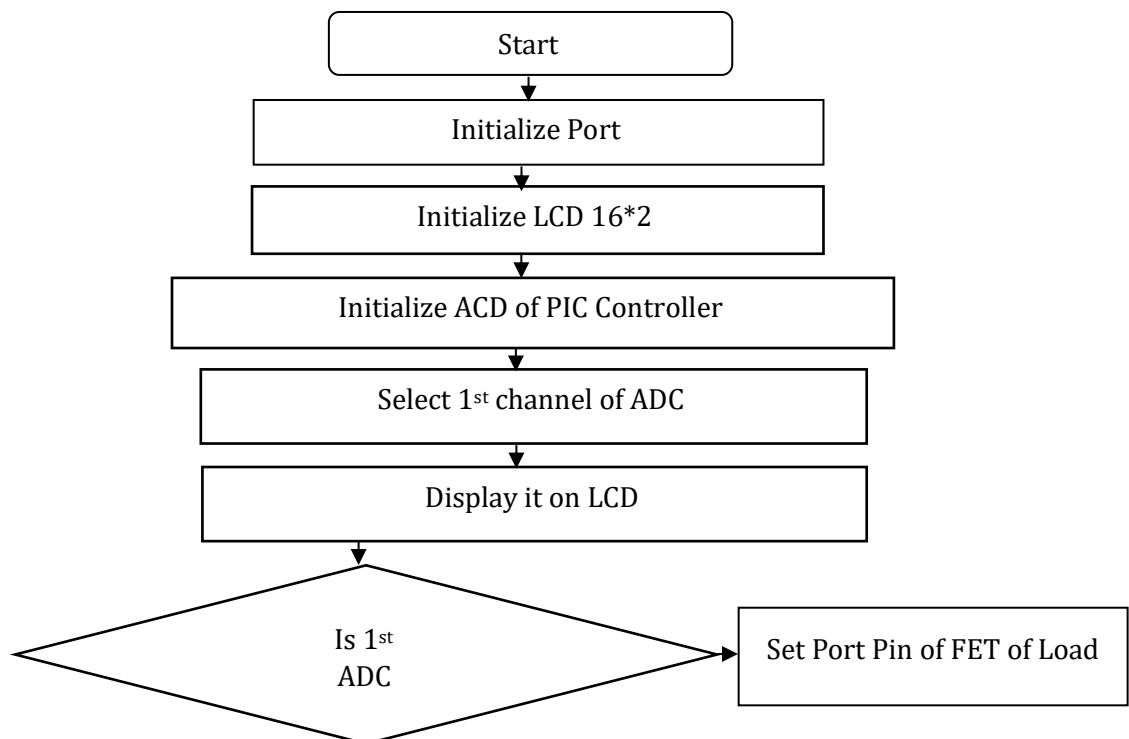 Start
Initialize Port
Initialize LCD 16*2
Initialize ACD of PIC Controller
Select 1st channel of ADC
Display it on LCD
Is 1st
ADC
Set Port Pin of FET of Load